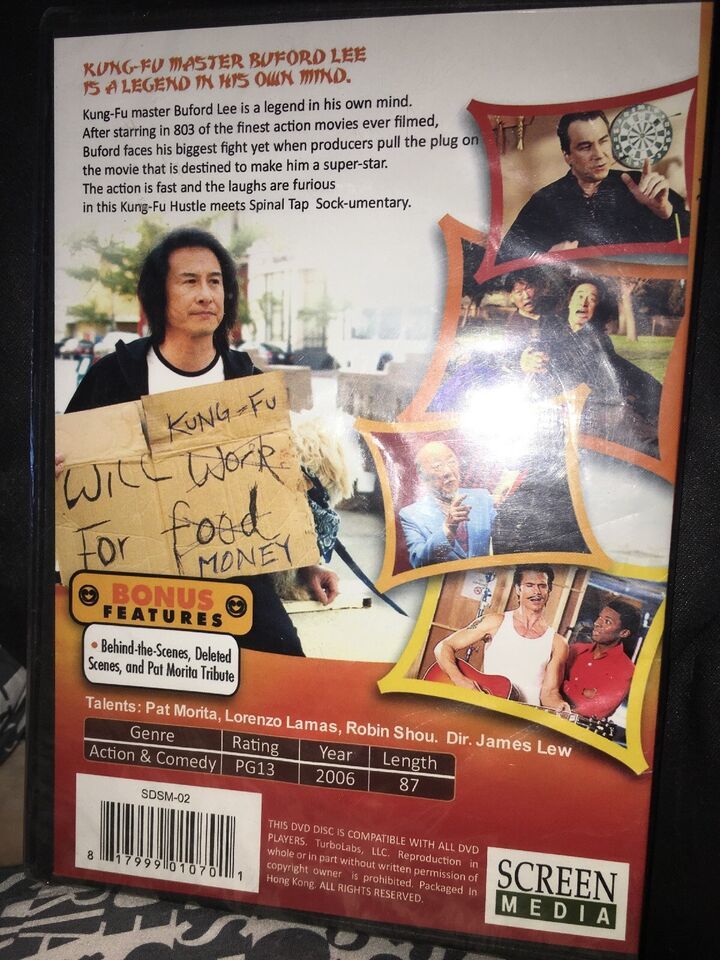 KUNG-FU MASTER BUFORD LEE
IS A LEGEND IN HIS OWN MIND.
Kung-Fu master Buford Lee is a legend in his own mind.
After starring in 803 of the finest action movies ever filmed,
Buford faces his biggest fight yet when producers pull the plug on
the movie that is destined to make him a super-star.
The action is fast and the laughs are furious
in this Kung-Fu Hustle meets Spinal Tap Sock-umentary.
KUNG-FU
WILL WORK
FOR food
MONEY
BONUS
FEATURES
• Behind-the-Scenes, Deleted
Scenes, and Pat Morita Tribute
Talents: Pat Morita, Lorenzo Lamas, Robin Shou. Dir. James Lew
Genre Rating Year Length
Action & Comedy PG13 2006 87
SDSM-02
8 17999 01070 1
THIS DVD DISC IS COMPATIBLE WITH ALL DVD
PLAYERS. TurboLabs, LLC. Reproduction in
whole or in part without written permission of
copyright owner is prohibited. Packaged In
Hong Kong. ALL RIGHTS RESERVED.
SCREEN
MEDIA